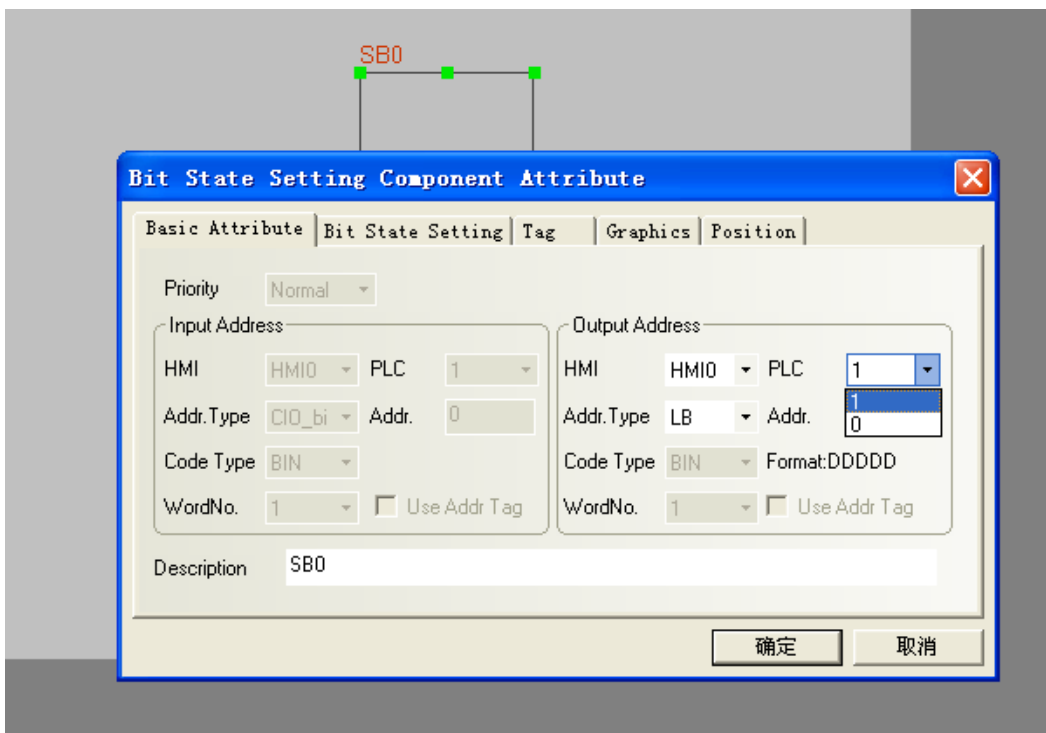 SB0
Bit State Setting Component Attribute
Basic Attribute Bit State Setting Tag Graphics Position
Priority Normal
Input Address Output Address
HMI HMI0 PLC 1 HMI HMI0 PLC 1
1
Addr.Type CIO_bi Addr. 0 Addr.Type LB Addr. 0
Code Type BIN Code Type BIN Format:DDDDD
WordNo. 1 Use Addr Tag WordNo. 1 Use Addr Tag
Description SB0
确定 取消